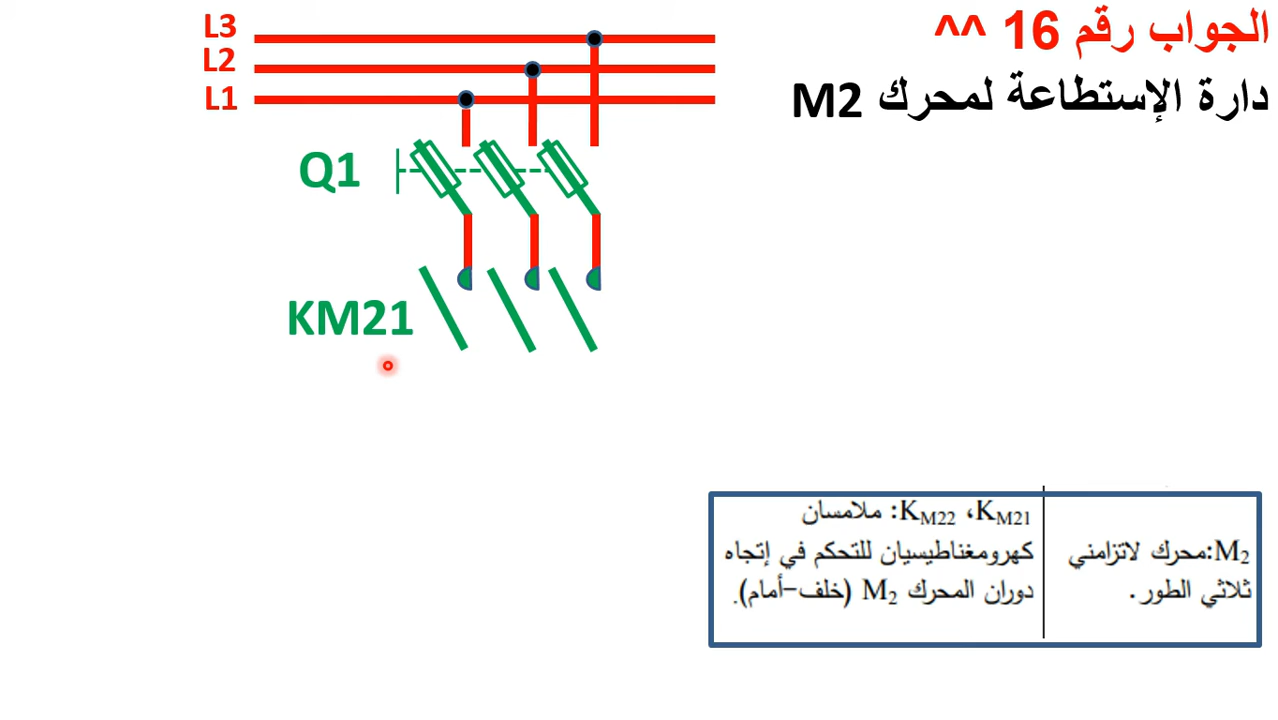 الجواب رقم 16 ^^
دارة الإستطاعة لمحرك M2
L3
L2
L1
Q1
KM21
M2:محرك لاتزامني
ثلاثي الطور .
KM21، KM22: ملامسان
كهرومغناطيسيان للتحكم في إتجاه
دوران المحرك M2 (خلف-أمام).